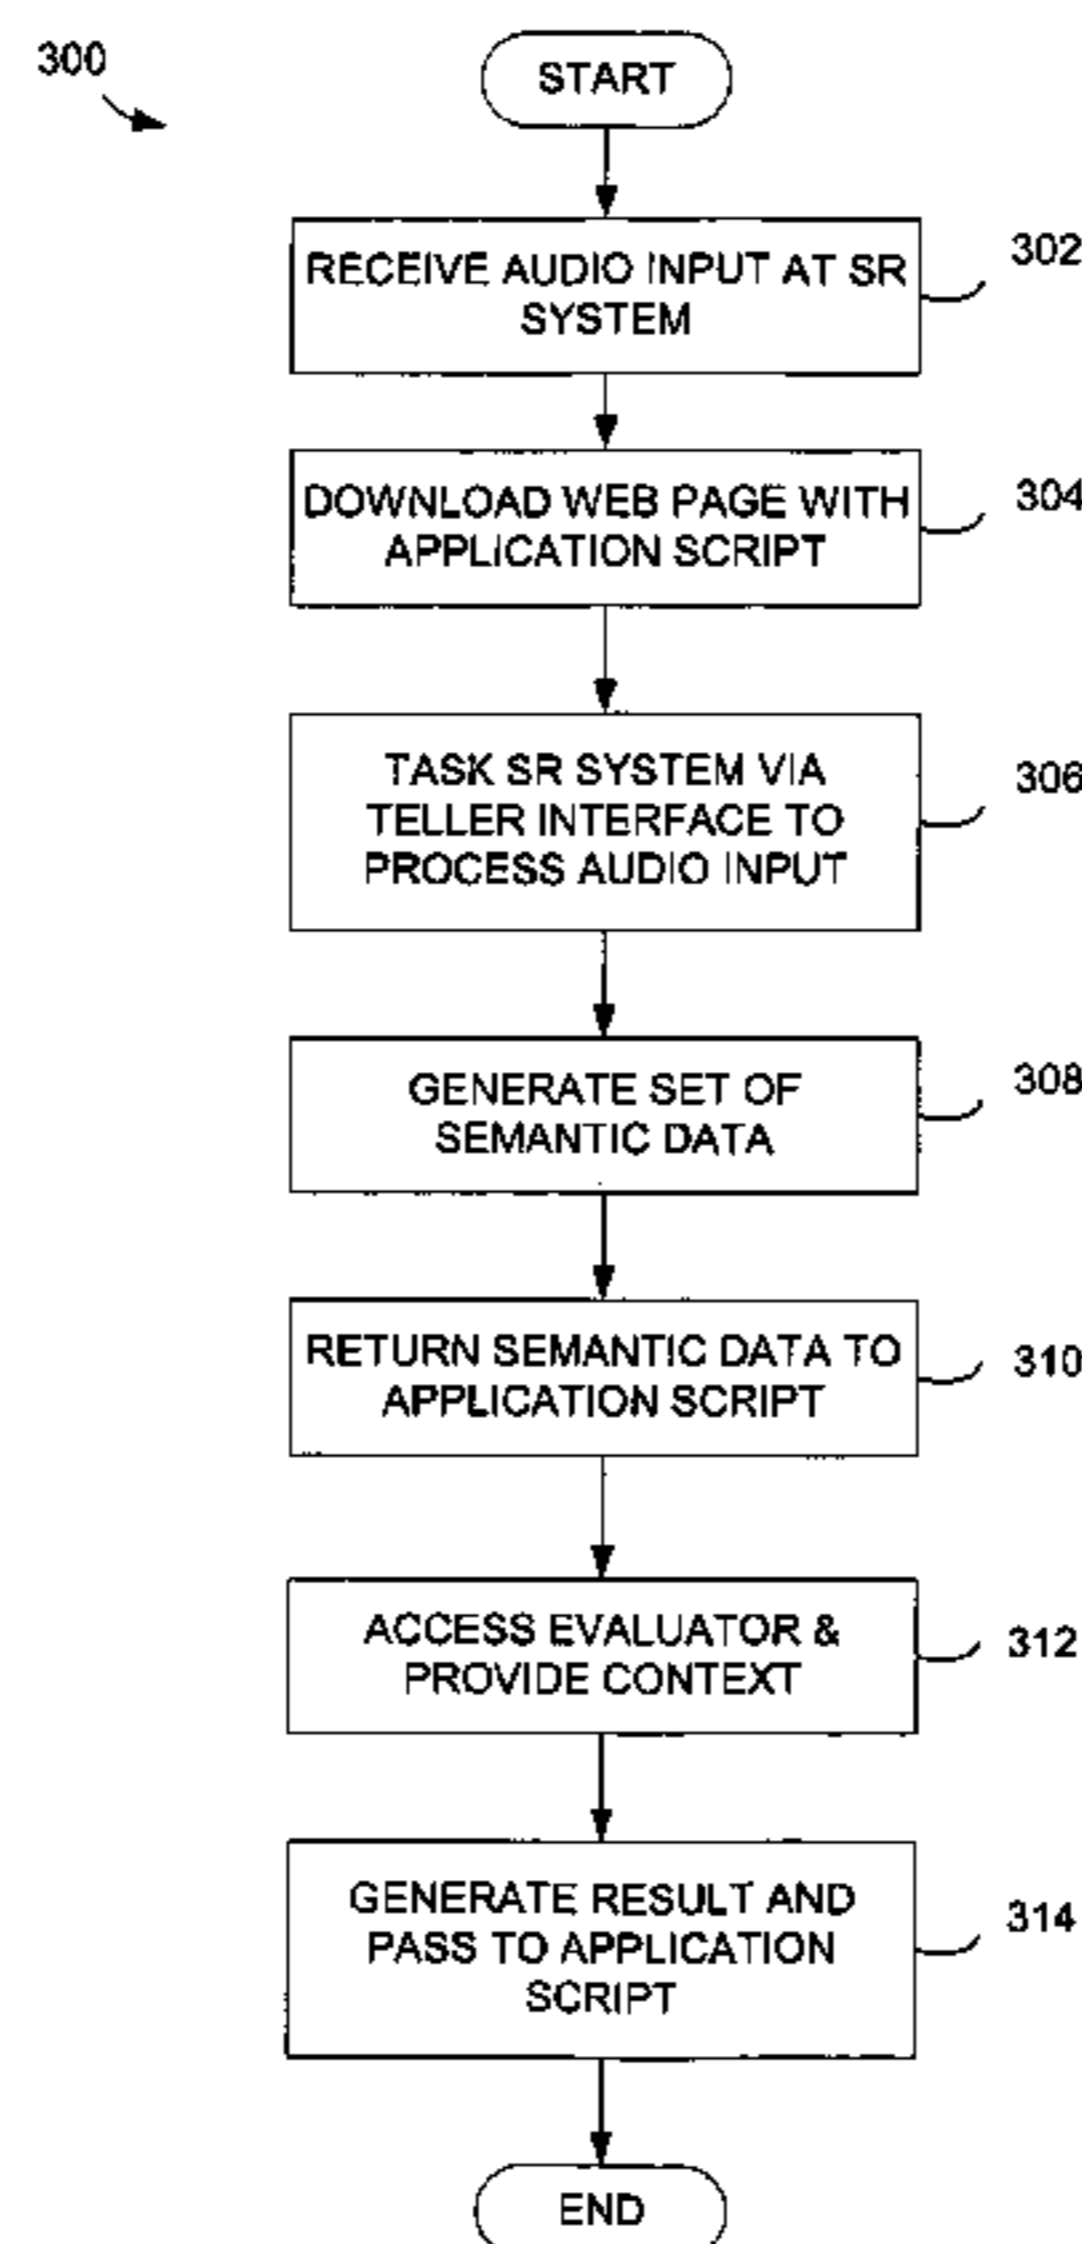 300
START
RECEIVE AUDIO INPUT AT SR
SYSTEM
302
DOWNLOAD WEB PAGE WITH
APPLICATION SCRIPT
304
TASK SR SYSTEM VIA
TELLER INTERFACE TO
PROCESS AUDIO INPUT
306
GENERATE SET OF
SEMANTIC DATA
308
RETURN SEMANTIC DATA TO
APPLICATION SCRIPT
310
ACCESS EVALUATOR &
PROVIDE CONTEXT
312
GENERATE RESULT AND
PASS TO APPLICATION
SCRIPT
314
END